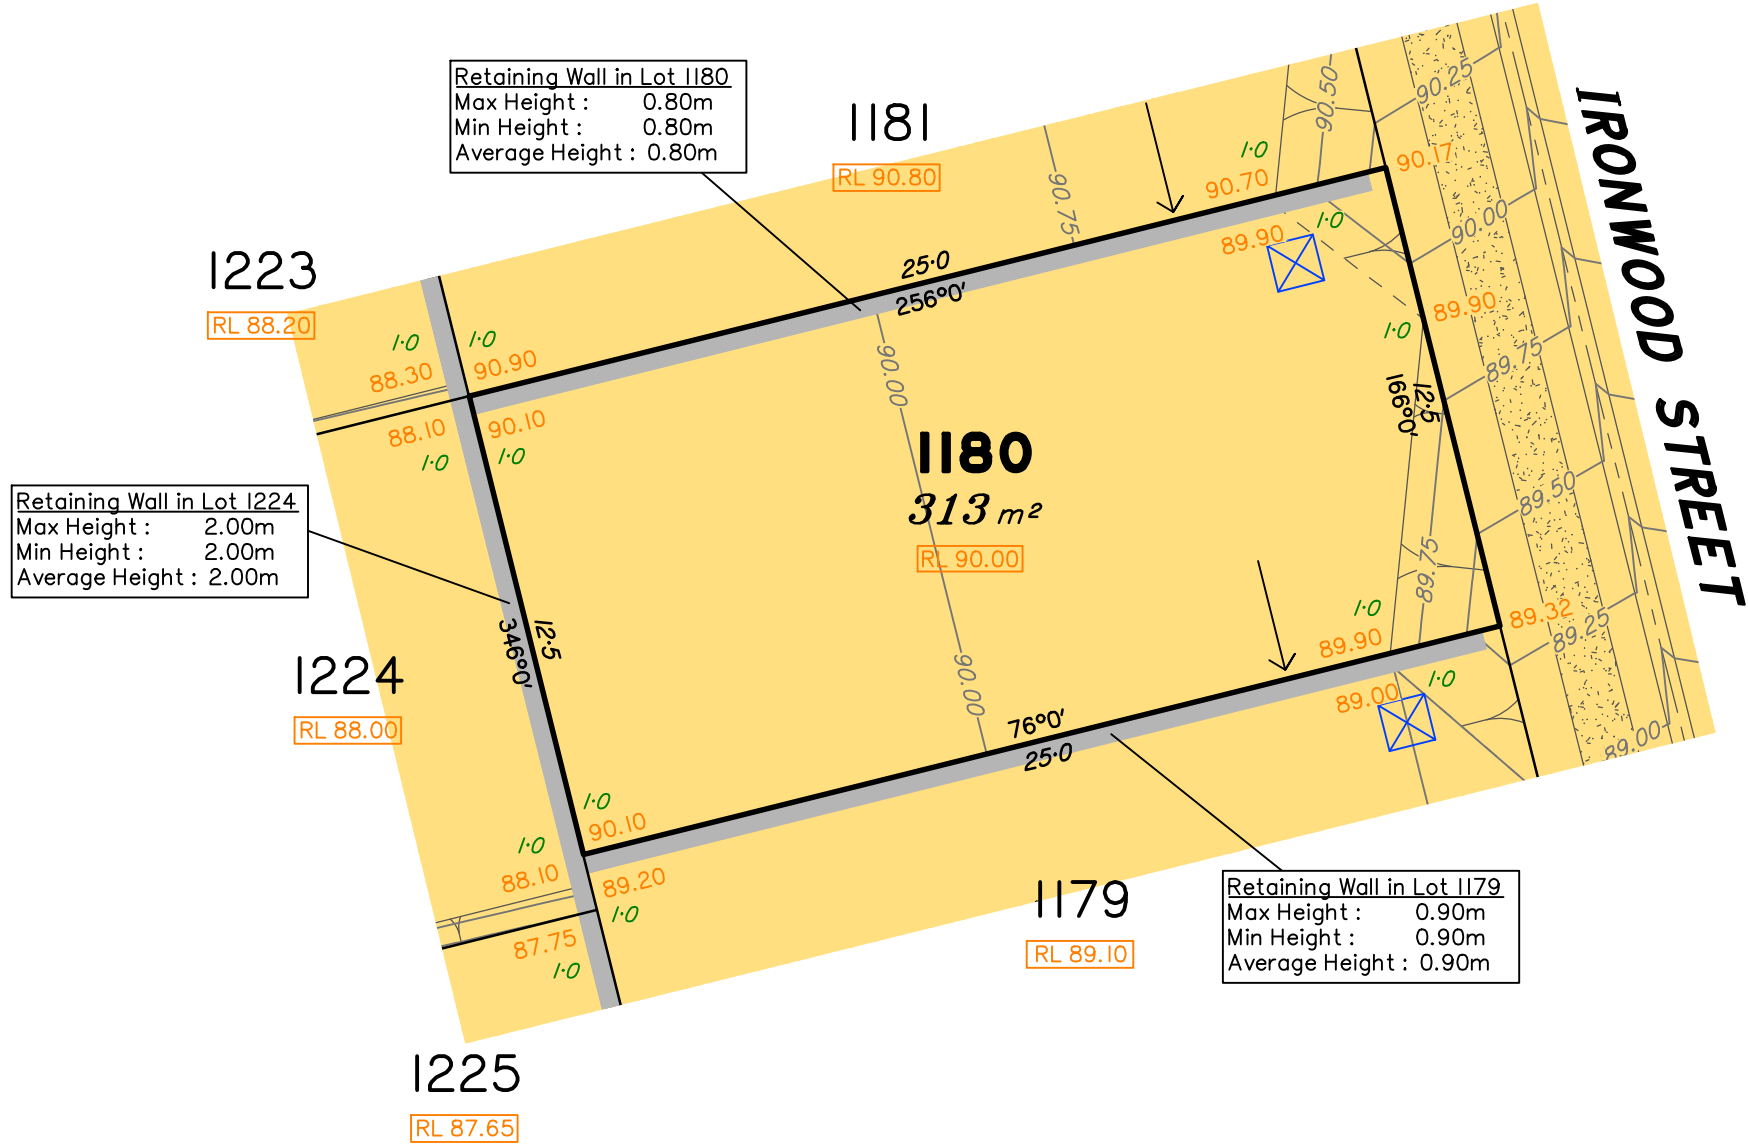 Retaining Wall in Lot 1180
Max Height : 0.80m
Min Height : 0.80m
Average Height : 0.80m
1181
RL 90.80
90.50
90.25
IRONWOOD STREET
1.0
90.70
90.17
90.75
1.0
89.90
90.00
1223
RL 88.20
25.0
256°0'
89.90
1.0
1.0
1.0
88.30
90.90
90.00
89.75
12.5
166°0'
88.10
90.10
1.0
1.0
1180
313 m²
RL 90.00
89.50
Retaining Wall in Lot 1224
Max Height : 2.00m
Min Height : 2.00m
Average Height : 2.00m
89.75
12.5
346°0'
1.0
89.90
89.32
89.25
1224
RL 88.00
90.00
1.0
89.00
76°0'
25.0
89.00
1.0
90.10
1.0
88.10
89.20
1.0
1179
RL 89.10
Retaining Wall in Lot 1179
Max Height : 0.90m
Min Height : 0.90m
Average Height : 0.90m
87.75
1.0
1225
RL 87.65